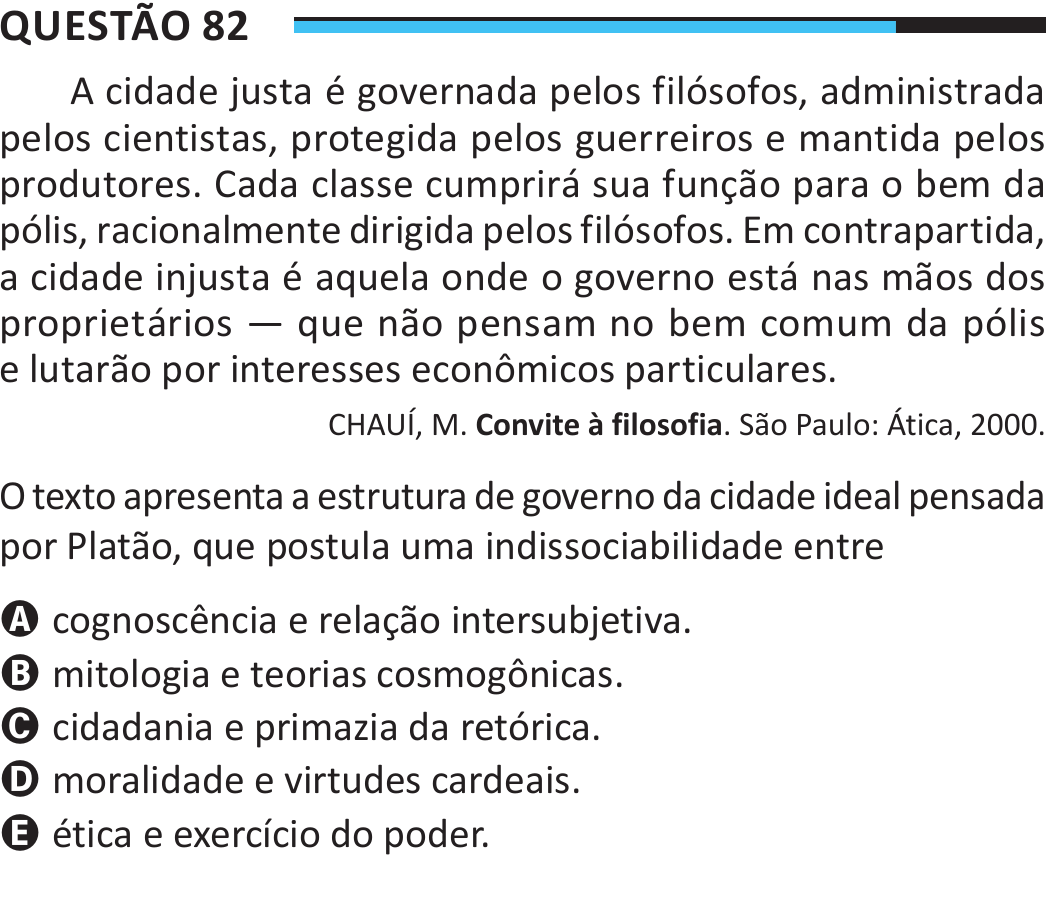 QUESTÃO 82
A cidade justa é governada pelos filósofos, administrada
pelos cientistas, protegida pelos guerreiros e mantida pelos
produtores. Cada classe cumprirá sua função para o bem da
pólis, racionalmente dirigida pelos filósofos. Em contrapartida,
a cidade injusta é aquela onde o governo está nas mãos dos
proprietários — que não pensam no bem comum da pólis
e lutarão por interesses econômicos particulares.
CHAUÍ, M. Convite à filosofia. São Paulo: Ática, 2000.
O texto apresenta a estrutura de governo da cidade ideal pensada
por Platão, que postula uma indissociabilidade entre
A cognoscência e relação intersubjetiva.
B mitologia e teorias cosmogônicas.
C cidadania e primazia da retórica.
D moralidade e virtudes cardeais.
E ética e exercício do poder.